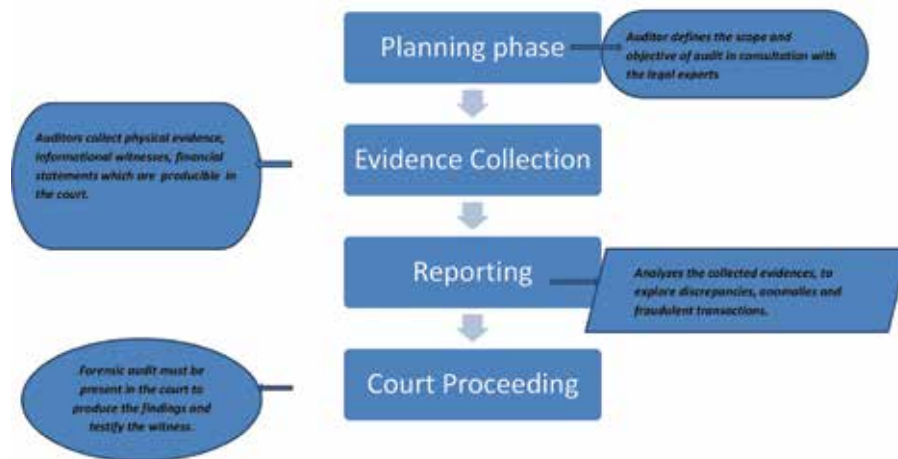 Planning phase
Auditor defines the scope and
objective of audit in consultation with
the legal experts
Auditors collect physical evidence,
informational witnesses, financial
statements which are producible in
the court.
Evidence Collection
Reporting
Analyzes the collected evidences, to
explore discrepancies, anomalies and
fraudulent transactions.
Forensic audit must be
present in the court to
produce the findings and
testify the witness.
Court Proceeding